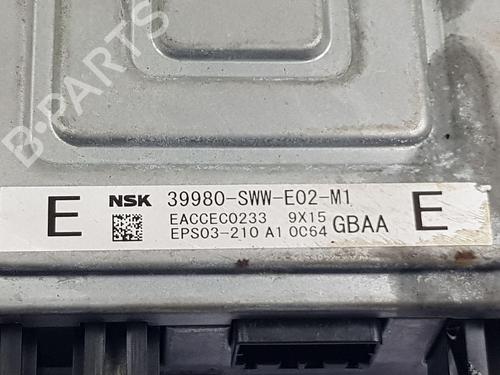 B-PARTS
E NSK 39980-SWW-E02-M1 E
EACCEC0233 9X15
EPS03-210 A1 0C64 GBAA